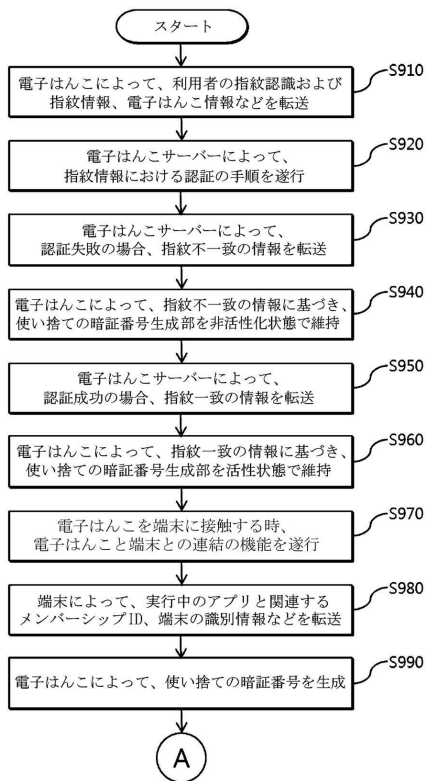 スタート
S910
電子はんこによって、利用者の指紋認識および
指紋情報、電子はんこ情報などを転送
S920
電子はんこサーバーによって、
指紋情報における認証の手順を遂行
S930
電子はんこサーバーによって、
認証失敗の場合、指紋不一致の情報を転送
S940
電子はんこによって、指紋不一致の情報に基づき、
使い捨ての暗証番号生成部を非活性化状態で維持
S950
電子はんこサーバーによって、
認証成功の場合、指紋一致の情報を転送
S960
電子はんこによって、指紋一致の情報に基づき、
使い捨ての暗証番号生成部を活性状態で維持
S970
電子はんこを端末に接触する時、
電子はんこと端末との連結の機能を遂行
S980
端末によって、実行中のアプリと関連する
メンバーシップID、端末の識別情報などを転送
S990
電子はんこによって、使い捨ての暗証番号を生成
A